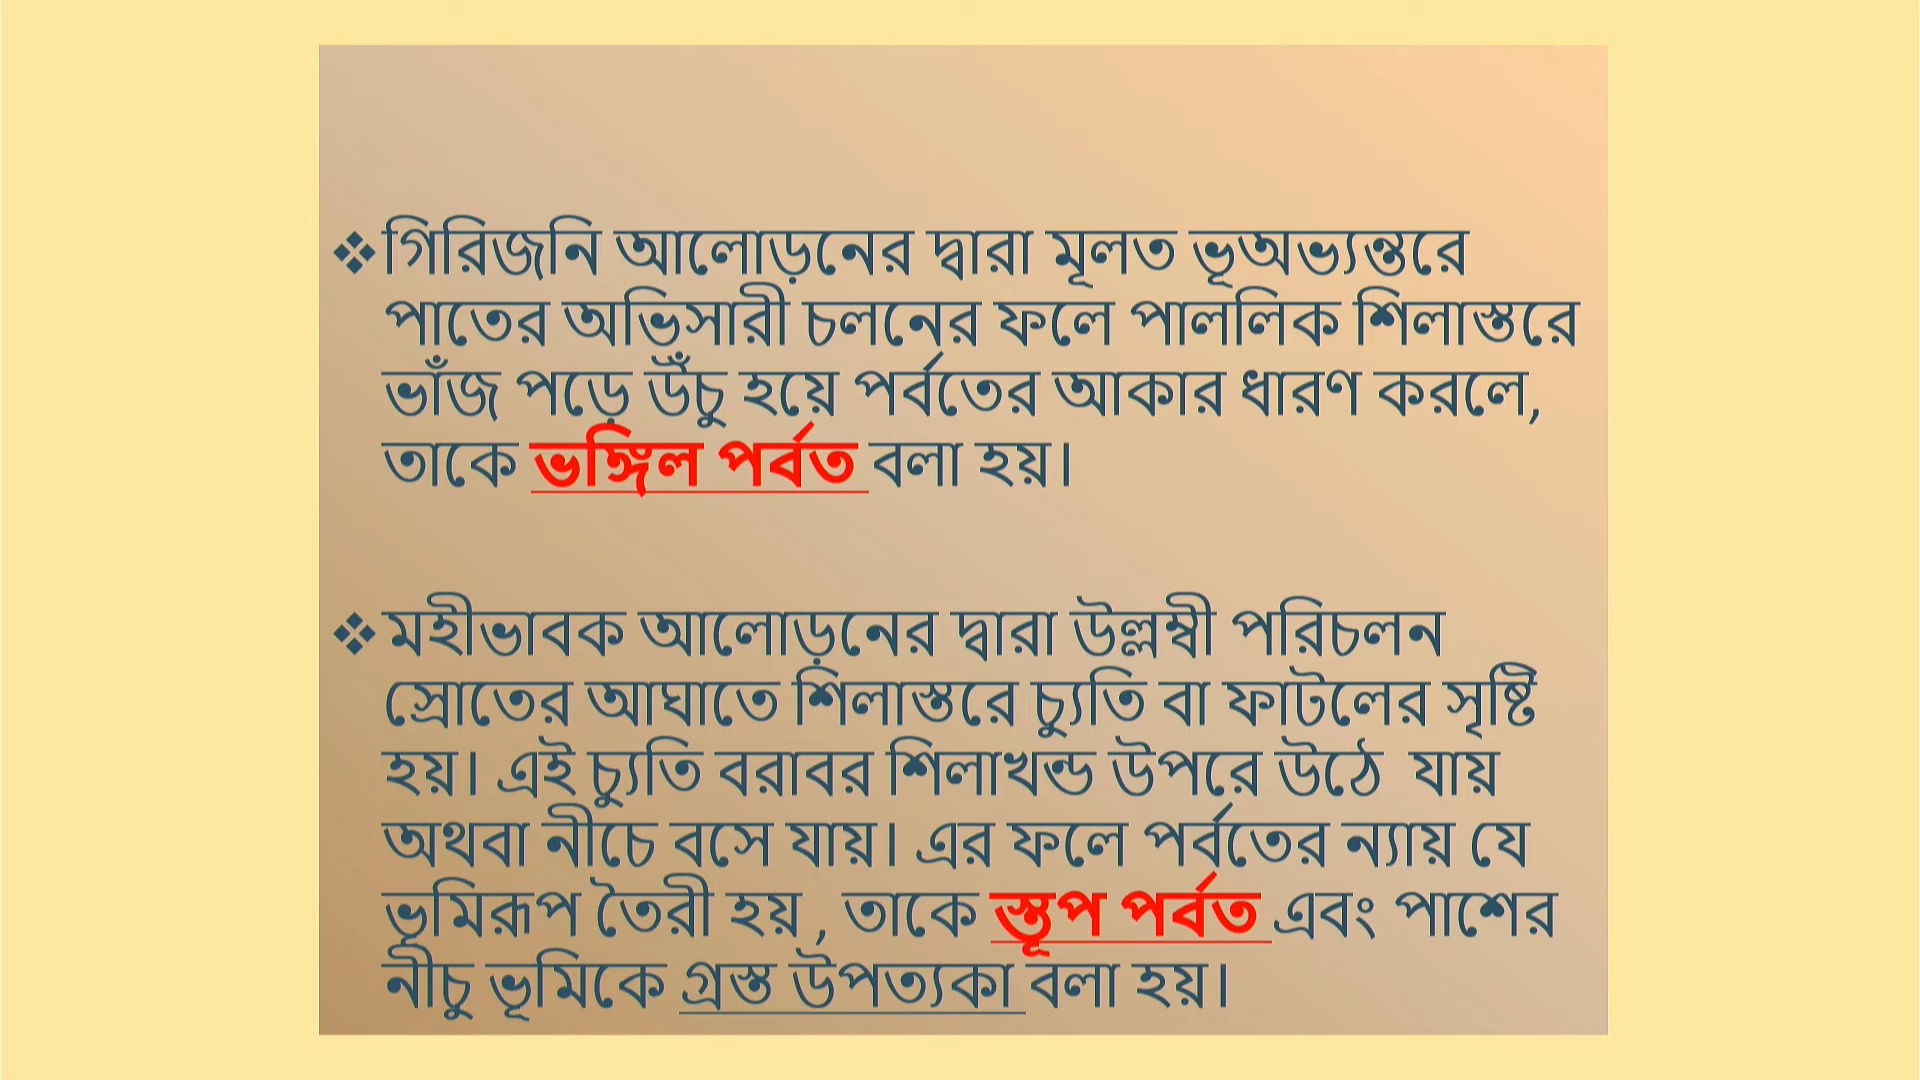 ❖গিরিজনি আলোড়নের দ্বারা মূলত ভূঅভ্যন্তরে
পাতের অভিসারী চলনের ফলে পাললিক শিলাস্তরে
ভাঁজ পড়ে উঁচু হয়ে পর্বতের আকার ধারণ করলে,
তাকে ভঙ্গিল পর্বত বলা হয়।
❖মহীভাবক আলোড়নের দ্বারা উল্লম্বী পরিচলন
স্রোতের আঘাতে শিলাস্তরে চ্যুতি বা ফাটলের সৃষ্টি
হয়। এই চ্যুতি বরাবর শিলাখন্ড উপরে উঠে যায়
অথবা নীচে বসে যায়। এর ফলে পর্বতের ন্যায় যে
ভূমিরূপ তৈরী হয় , তাকে স্তূপ পর্বত এবং পাশের
নীচু ভূমিকে গ্রস্ত উপত্যকা বলা হয়।